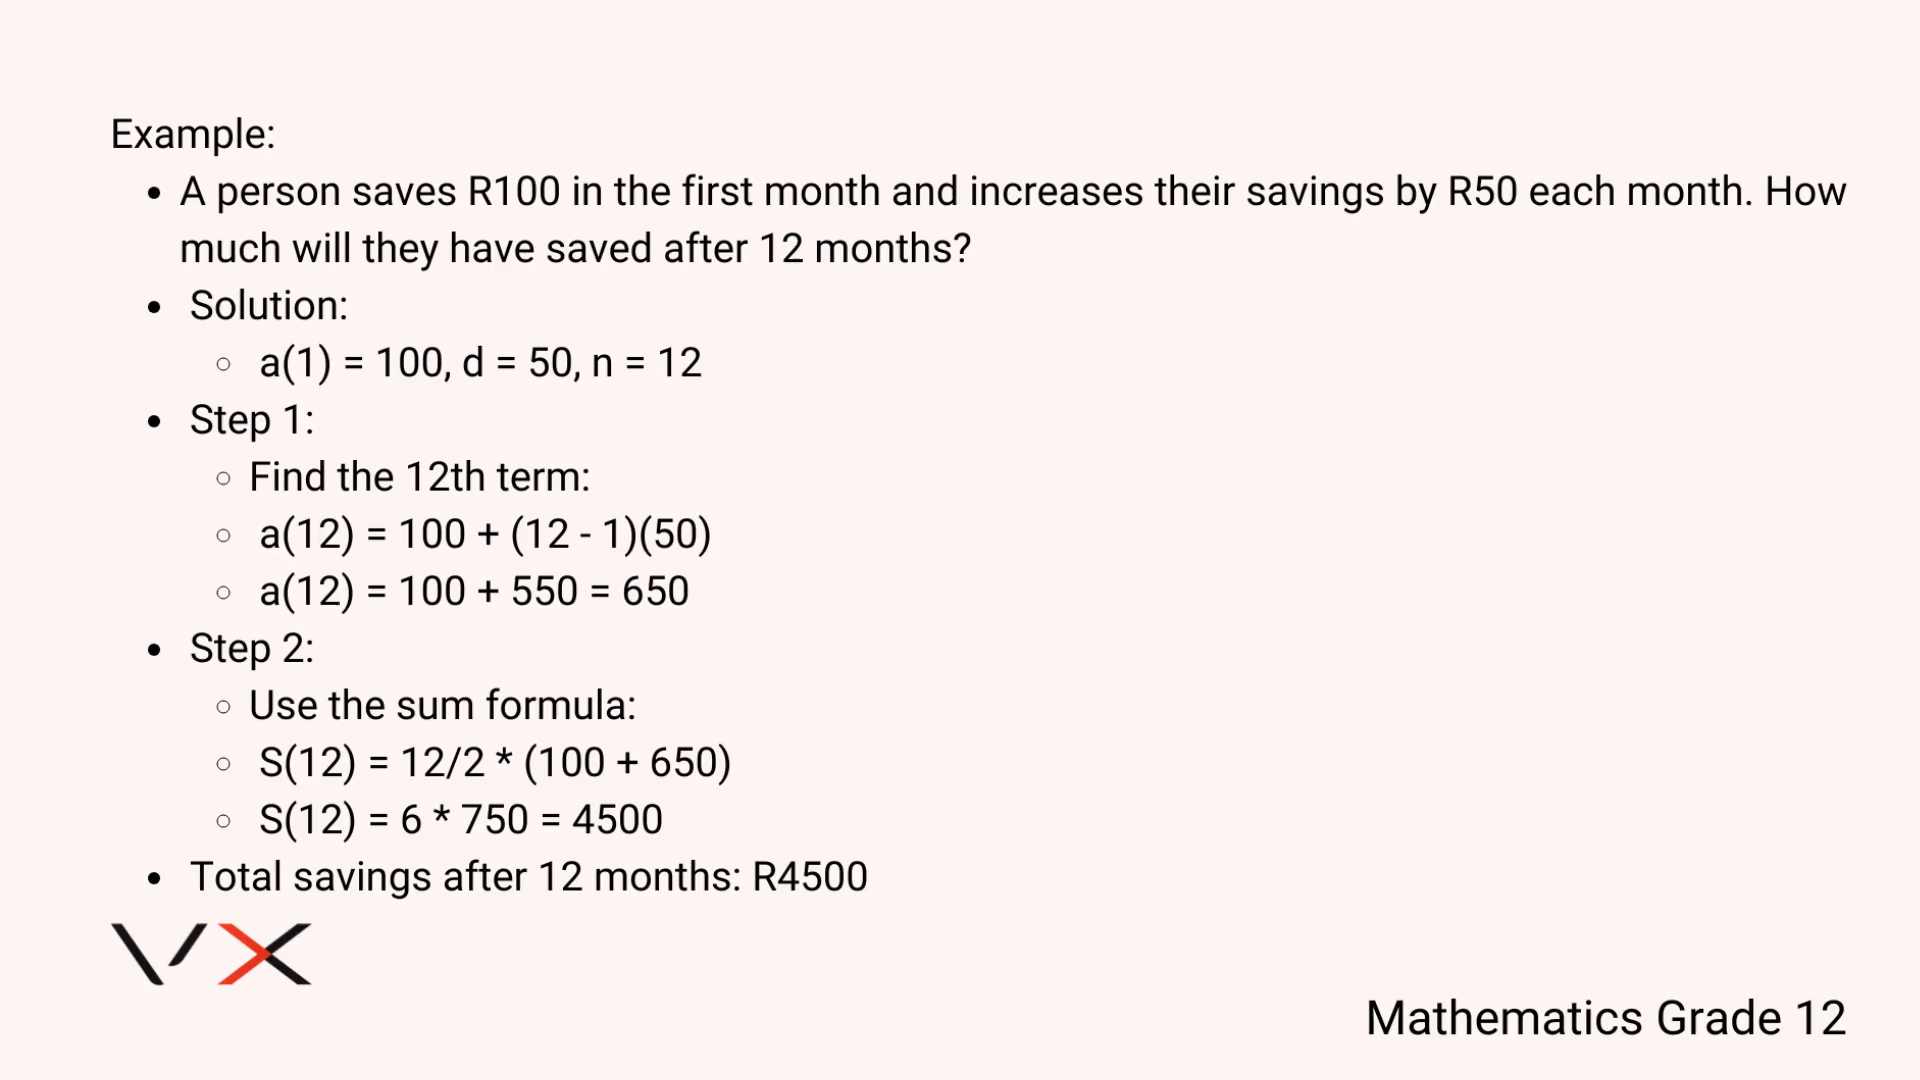 Example:
• A person saves R100 in the first month and increases their savings by R50 each month. How
much will they have saved after 12 months?
• Solution:
○ a(1) = 100, d = 50, n = 12
• Step 1:
○ Find the 12th term:
○ a(12) = 100 + (12 - 1)(50)
○ a(12) = 100 + 550 = 650
• Step 2:
○ Use the sum formula:
○ S(12) = 12/2 * (100 + 650)
○ S(12) = 6 * 750 = 4500
• Total savings after 12 months: R4500
VX
Mathematics Grade 12